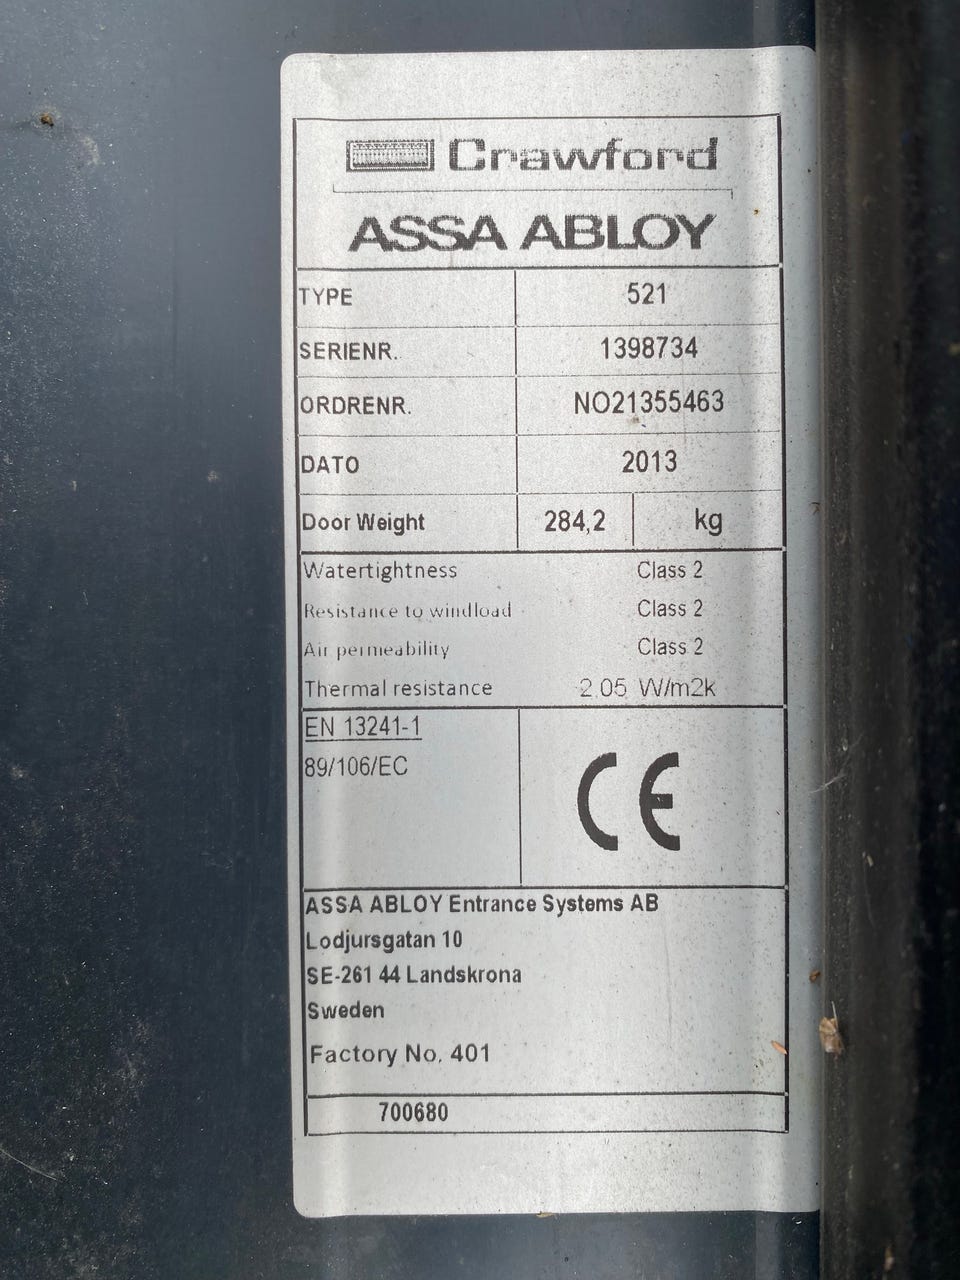 Crawford
ASSA ABLOY
TYPE 521
SERIENR. 1398734
ORDRENR. NO21355463
DATO 2013
Door Weight 284,2 kg
Watertightness Class 2
Resistance to windload Class 2
Air permeability Class 2
Thermal resistance 2.05 W/m2k
EN 13241-1
89/106/EC
CE
ASSA ABLOY Entrance Systems AB
Lodjursgatan 10
SE-261 44 Landskrona
Sweden
Factory No. 401
700680